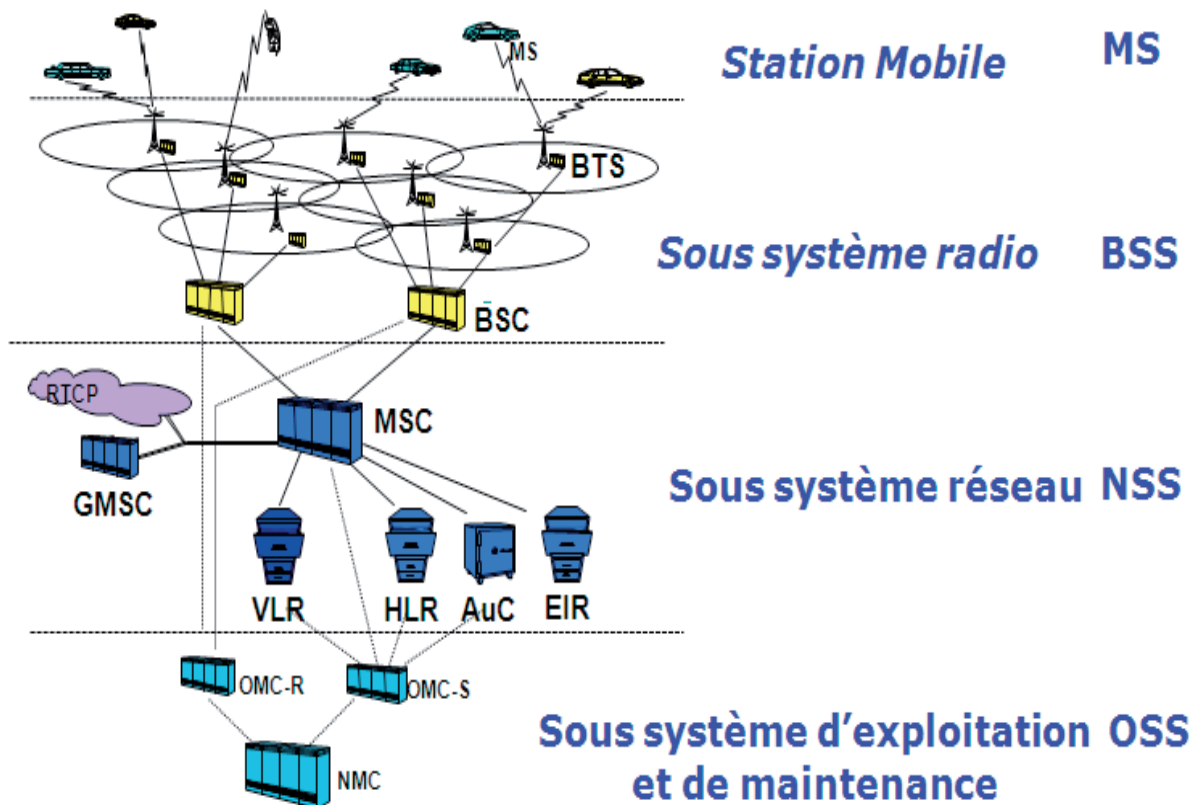 MS
Station Mobile MS
BTS
Sous système radio BSS
BSC
RTCP
MSC
GMSC
Sous système réseau NSS
VLR HLR AuC EIR
OMC-R OMC-S
Sous système d'exploitation OSS
et de maintenance
NMC